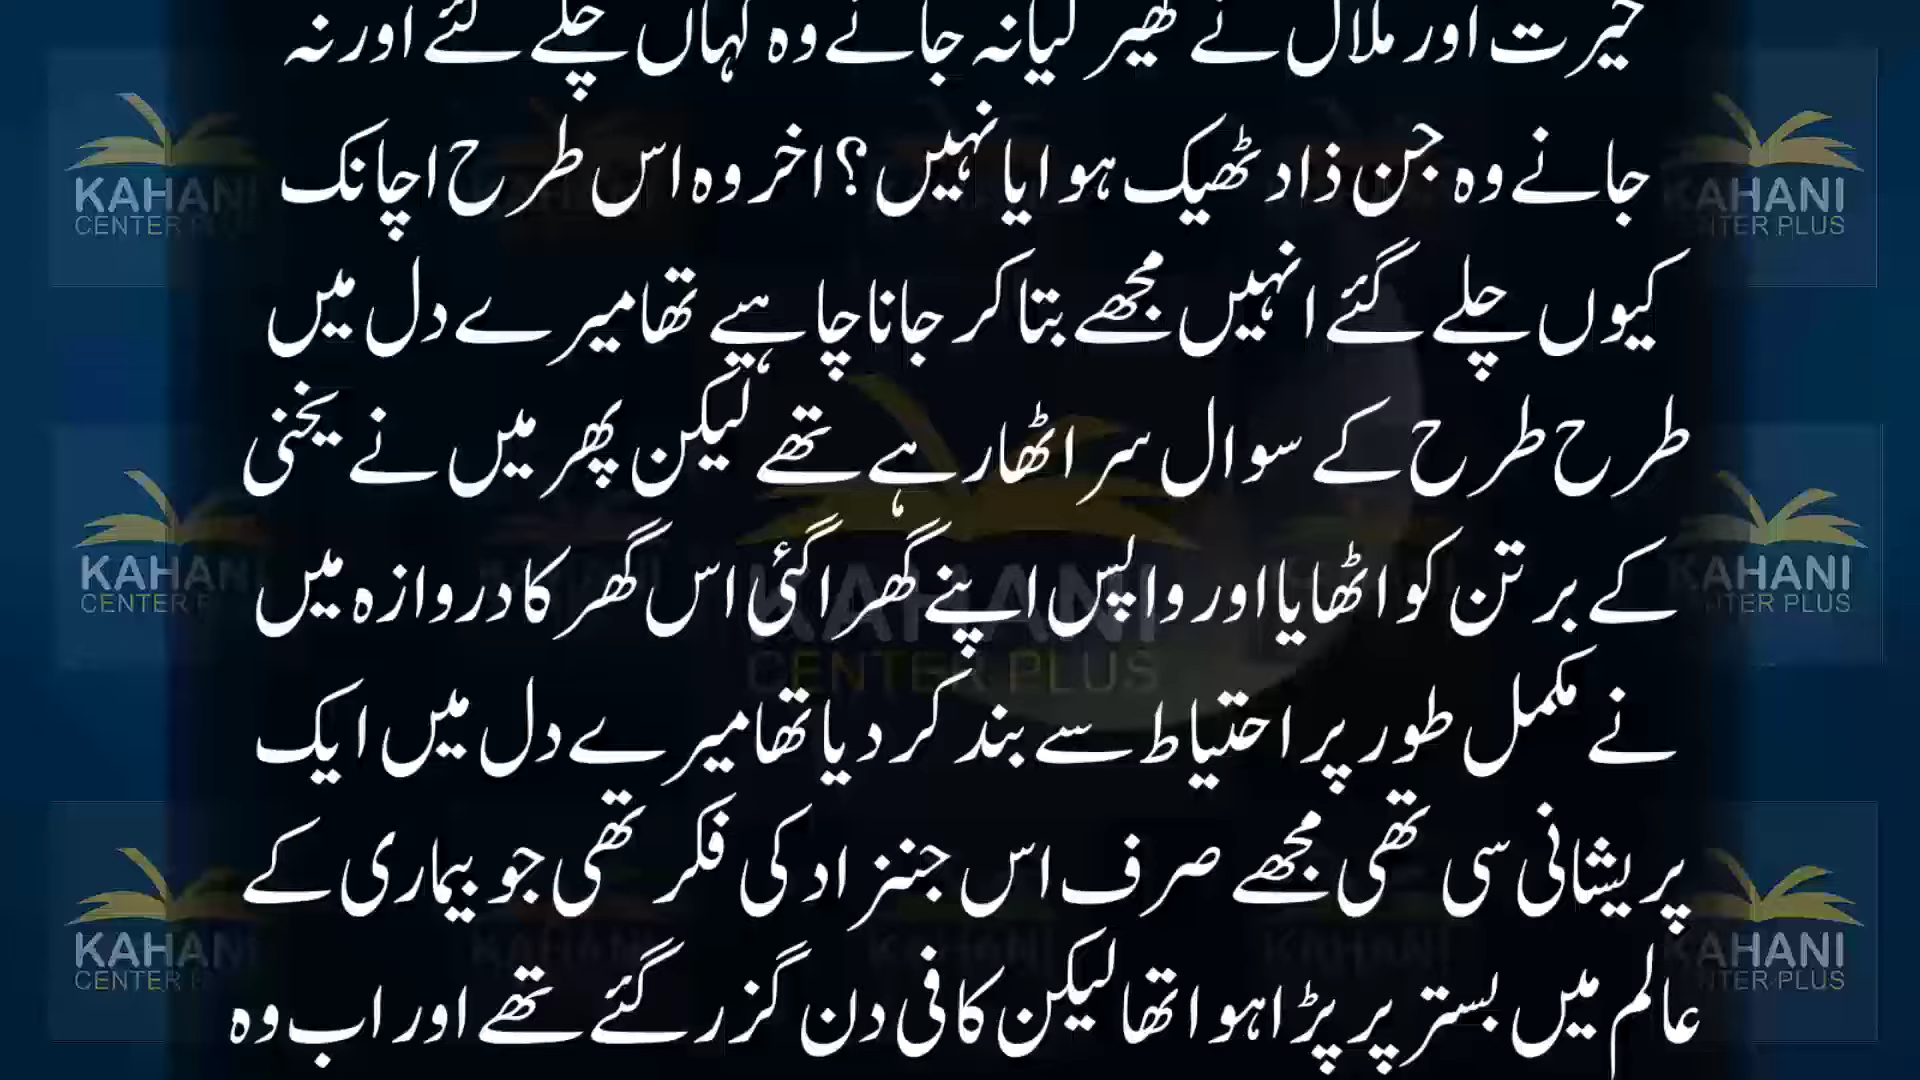 حیرت اور ملال نے گھیر لیا نہ جانے وہ کہاں چلے گئے اور نہ
جانے وہ جن ذاد ٹھیک ہوا یا نہیں؟ اخر وہ اس طرح اچانک
کیوں چلے گئے انہیں مجھے بتا کر جانا چاہیے تھا میرے دل میں
طرح طرح کے سوال سر اٹھا رہے تھے لیکن پھر میں نے یخنی
کے برتن کو اٹھایا اور واپس اپنے گھر اگئی اس گھر کا دروازہ میں
نے مکمل طور پر احتیاط سے بند کر دیا تھا میرے دل میں ایک
پریشانی سی تھی مجھے صرف اس جننزاد کی فکر تھی جو بیماری کے
عالم میں بستر پر پڑا ہوا تھا لیکن کافی دن گزر گئے تھے اور اب وہ
KAHANI
CENTER PLUS